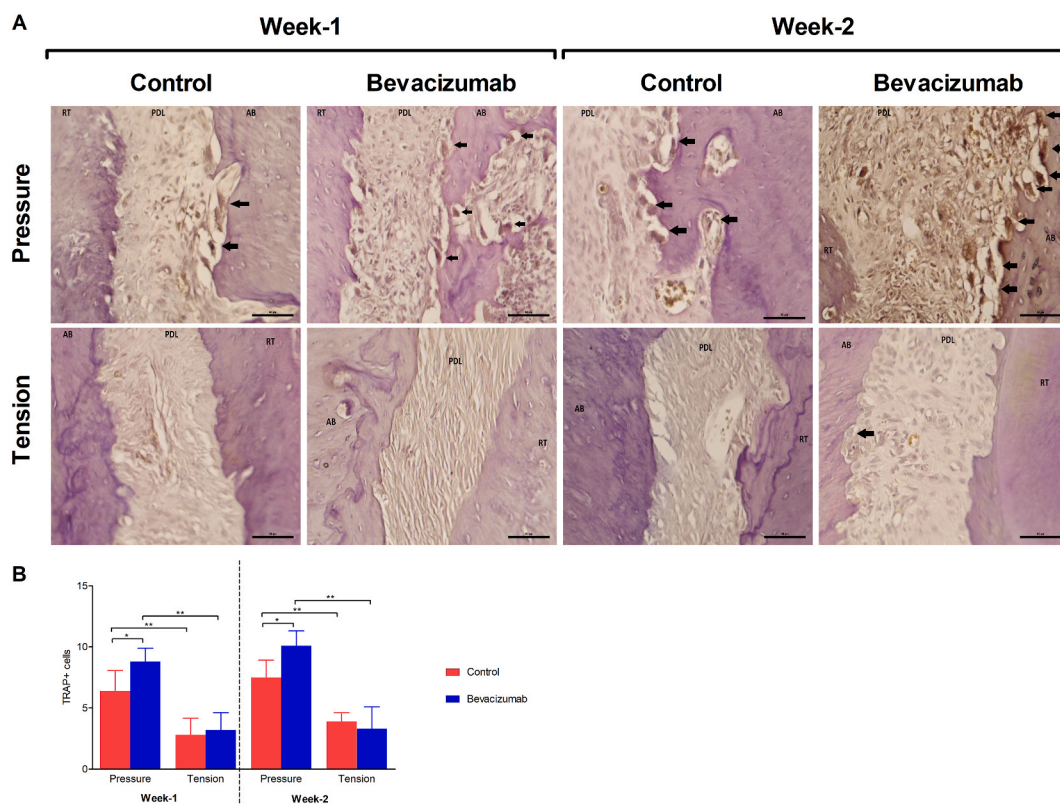 A
Week-1
Week-2
Control
Bevacizumab
Control
Bevacizumab
Pressure
RT
PDL
AB
RT
PDL
AB
PDL
AB
PDL
RT
AB
Tension
AB
PDL
RT
PDL
AB
RT
PDL
AB
RT
PDL
AB
RT
B
TRAP+ cells
15
10
5
0
**
**
*
**
**
*
Pressure
Tension
Pressure
Tension
Week-1
Week-2
Control
Bevacizumab